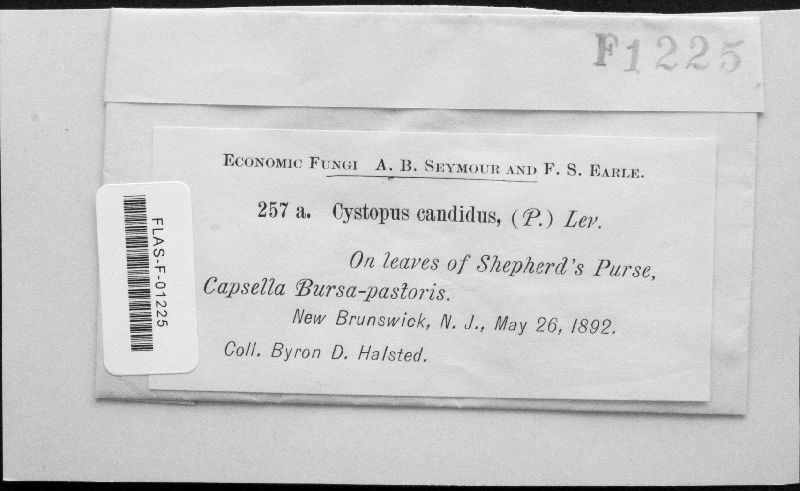 F1225
ECONOMIC FUNGI A. B. SEYMOUR AND F. S. EARLE.
257 a. Cystopus candidus, (P.) Lev.
On leaves of Shepherd's Purse,
Capsella Bursa-pastoris.
New Brunswick, N. J., May 26, 1892.
Coll. Byron D. Halsted.
FLAS-F-01225